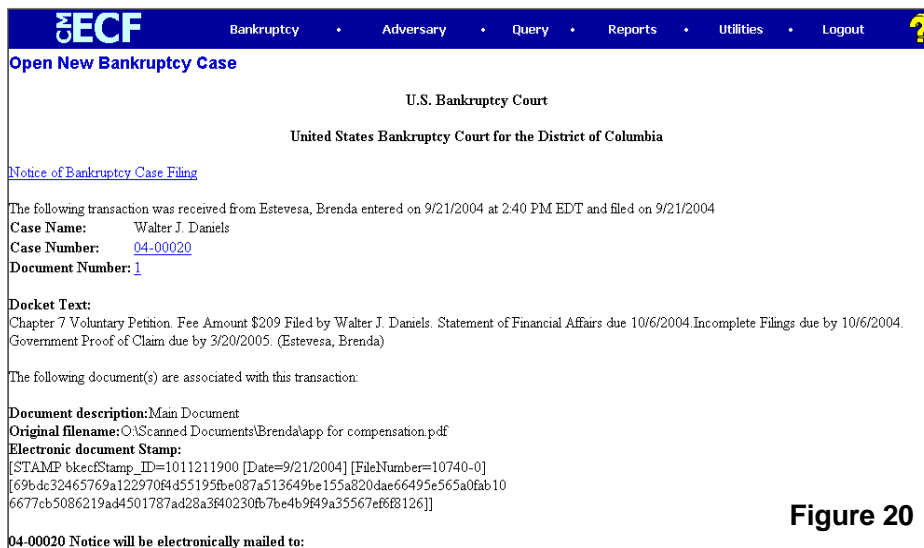 CM ECF Bankruptcy • Adversary • Query • Reports • Utilities • Logout ?
Open New Bankruptcy Case
U.S. Bankruptcy Court
United States Bankruptcy Court for the District of Columbia
Notice of Bankruptcy Case Filing
The following transaction was received from Estevesa, Brenda entered on 9/21/2004 at 2:40 PM EDT and filed on 9/21/2004
Case Name: Walter J. Daniels
Case Number: 04-00020
Document Number: 1
Docket Text:
Chapter 7 Voluntary Petition. Fee Amount $209 Filed by Walter J. Daniels. Statement of Financial Affairs due 10/6/2004.Incomplete Filings due by 10/6/2004.
Government Proof of Claim due by 3/20/2005. (Estevesa, Brenda)
The following document(s) are associated with this transaction:
Document description:Main Document
Original filename:O:\Scanned Documents\Brenda\app for compensation.pdf
Electronic document Stamp:
[STAMP bkecfStamp_ID=1011211900 [Date=9/21/2004] [FileNumber=10740-0]
[69bdc32465769a122970f4d55195fbe087a513649be155a820dae66495e565a0fab10
6677cb5086219ad4501787ad28a3f40230fb7be4b9f49a35567ef6f8126]]
Figure 20
04-00020 Notice will be electronically mailed to: